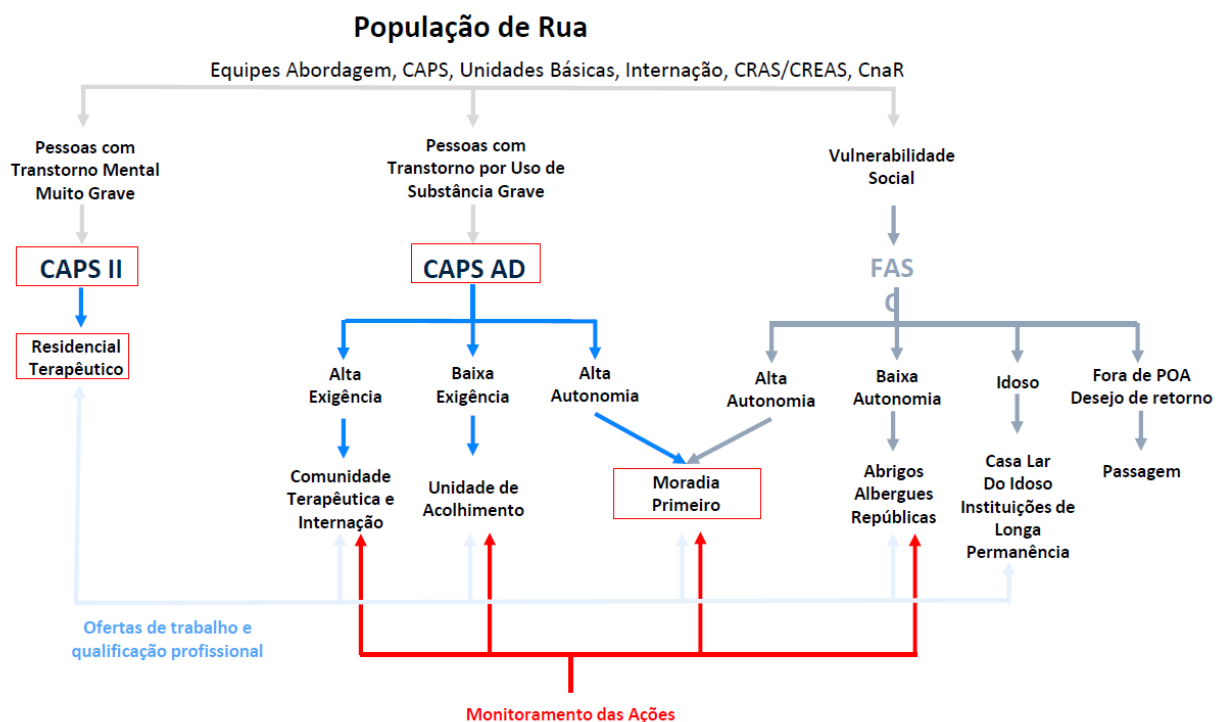 População de Rua
Equipes Abordagem, CAPS, Unidades Básicas, Internação, CRAS/CREAS, CnaR
Pessoas com
Transtorno Mental
Muito Grave
Pessoas com
Transtorno por Uso de
Substância Grave
Vulnerabilidade
Social
CAPS II
CAPS AD
FAS
C
Residencial
Terapêutico
Alta
Exigência
Baixa
Exigência
Alta
Autonomia
Alta
Autonomia
Baixa
Autonomia
Idoso
Fora de POA
Desejo de retorno
Comunidade
Terapêutica e
Internação
Unidade de
Acolhimento
Moradia
Primeiro
Abrigos
Albergues
Repúblicas
Casa Lar
Do Idoso
Instituições de
Longa
Permanência
Passagem
Ofertas de trabalho e
qualificação profissional
Monitoramento das Ações